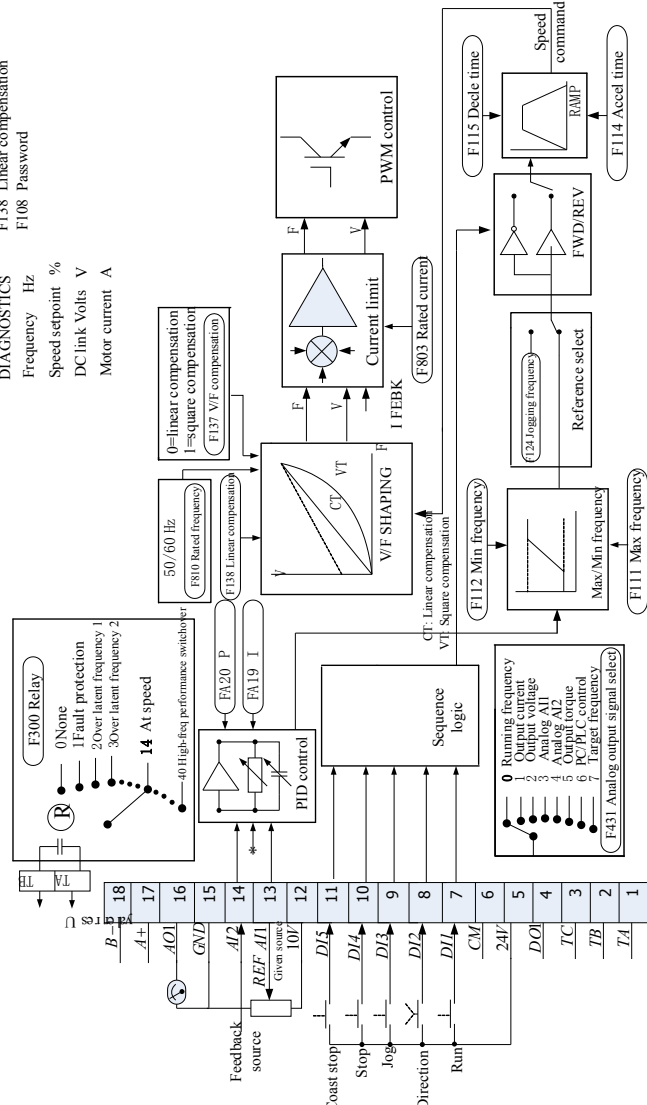 DIAGNOSTICS
Frequency Hz
Speed setpoint %
DC link Volts V
Motor current A
F138 Linear compensation
F108 Password
F300 Relay
0None
1Fault protection
2Over latent frequency 1
3Over latent frequency 2
14 At speed
40 High-freq performance switchover
R
TB
TA
50/60 Hz
F810 Rated frequency
F138 Linear compensation
0=linear compensation
1=square compensation
F137 V/F compensation
FA20 P
FA19 I
PID control
*
V
CT
VT
F
V/F SHAPING
CT: Linear compensation
VT: Square compensation
F
V
I FEBK
Current limit
F803 Rated current
F
V
PWM control
18
17
16
15
14
13
12
11
10
9
8
7
6
5
4
3
2
1
B-
A+
AO1
GND
AI2
REF AI1
Given source
10V
DI5
DI4
DI3
DI2
DI1
CM
24V
DO1
TC
TB
TA
Feedback
source
Coast stop
Stop
Jog
Direction
Run
Sequence
logic
0 Running frequency
1 Output current
2 Output voltage
3 Analog AI1
4 Analog AI2
5 Output torque
6 PC/PLC control
7 Target frequency
F431 Analog output signal select
F112 Min frequency
Max/Min frequency
F111 Max frequency
F124 Jogging frequency
Reference select
FWD/REV
F115 Decle time
RAMP
F114 Accel time
Speed
command